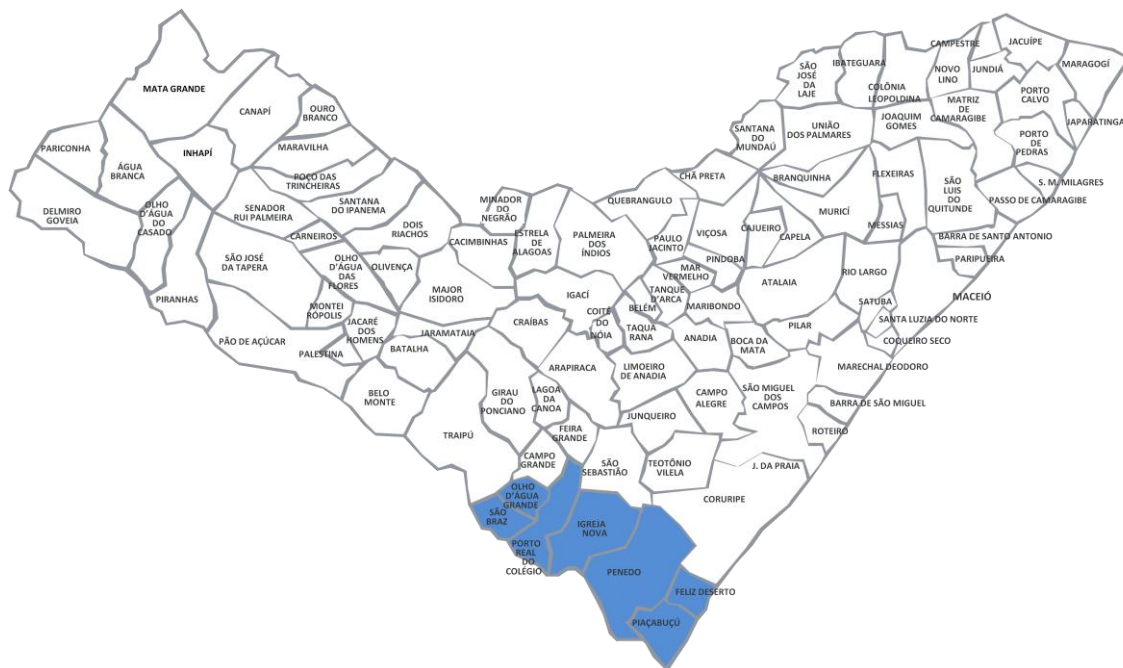 MATA GRANDE
CANAPÍ
OURO
BRANCO
PARICONHA
ÁGUA
BRANCA
INHAPÍ
MARAVILHA
POÇO DAS
TRINCHEIRAS
DELMIRO
GOVEIA
OLHO
D'ÁGUA
DO
CASADO
SENADOR
RUI PALMEIRA
SANTANA
DO IPANEMA
CARNEIROS
DOIS
RIACHOS
PIRANHAS
SÃO JOSÉ
DA TAPERA
OLHO
D'ÁGUA
DAS
FLORES
OLIVENÇA
MAJOR
ISIDORO
CACIMBINHAS
MINADOR
DO
NEGRÃO
ESTRELA
DE
ALAGOAS
PALMEIRA
DOS
ÍNDIOS
MONTEI
RÓPOLIS
JACARÉ
DOS
HOMENS
PÃO DE AÇÚCAR
PALESTINA
BATALHA
JARAMATAIA
BELO
MONTE
TRAIPÚ
CRAÍBAS
IGACÍ
COITÉ
DO
NÓIA
ARAPIRACA
GIRAU
DO
PONCIANO
LAGOA
DA
CANOA
FEIRA
GRANDE
CAMPO
GRANDE
SÃO
SEBASTIÃO
OLHO
D'ÁGUA
GRANDE
SÃO
BRAZ
PORTO
REAL
DO
COLÉGIO
IGREJA
NOVA
PENEDO
FELIZ DESERTO
PIAÇABUÇÚ
CORURIPE
TEOTÔNIO
VILELA
JUNQUEIRO
J. DA PRAIA
CAMPO
ALEGRE
SÃO MIGUEL
DOS
CAMPOS
LIMOEIRO
DE ANADIA
TAQUA
RANA
BELÉM
TANQUE
D'ARCA
MAR
VERMELHO
MARIBONDO
ANADIA
BOCA DA
MATA
PILAR
ATALAIA
PAULO
JACINTO
QUEBRANGULO
CHÃ PRETA
VIÇOSA
PINDOBA
CAJUEIRO
CAPELA
SANTANA
DO
MUNDAÚ
SÃO
JOSÉ
DA
LAJE
IBATEGUARA
UNIÃO
DOS PALMARES
BRANQUINHA
MURICÍ
COLÔNIA
LEOPOLDINA
JOAQUIM
GOMES
FLEXEIRAS
MESSIAS
CAMPESTRE
NOVO
LINO
JUNDIÁ
JACUÍPE
MARAGOGÍ
MATRIZ
DE
CAMARAGIBE
PORTO
CALVO
JAPARATINGA
PORTO
DE
PEDRAS
S. M. MILAGRES
SÃO
LUIS
DO
QUITUNDE
PASSO DE CAMARAGIBE
BARRA DE SANTO ANTONIO
PARIPUEIRA
RIO LARGO
MACEIÓ
SATUBA
SANTA LUZIA DO NORTE
COQUEIRO SECO
MARECHAL DEODORO
BARRA DE SÃO MIGUEL
ROTEIRO